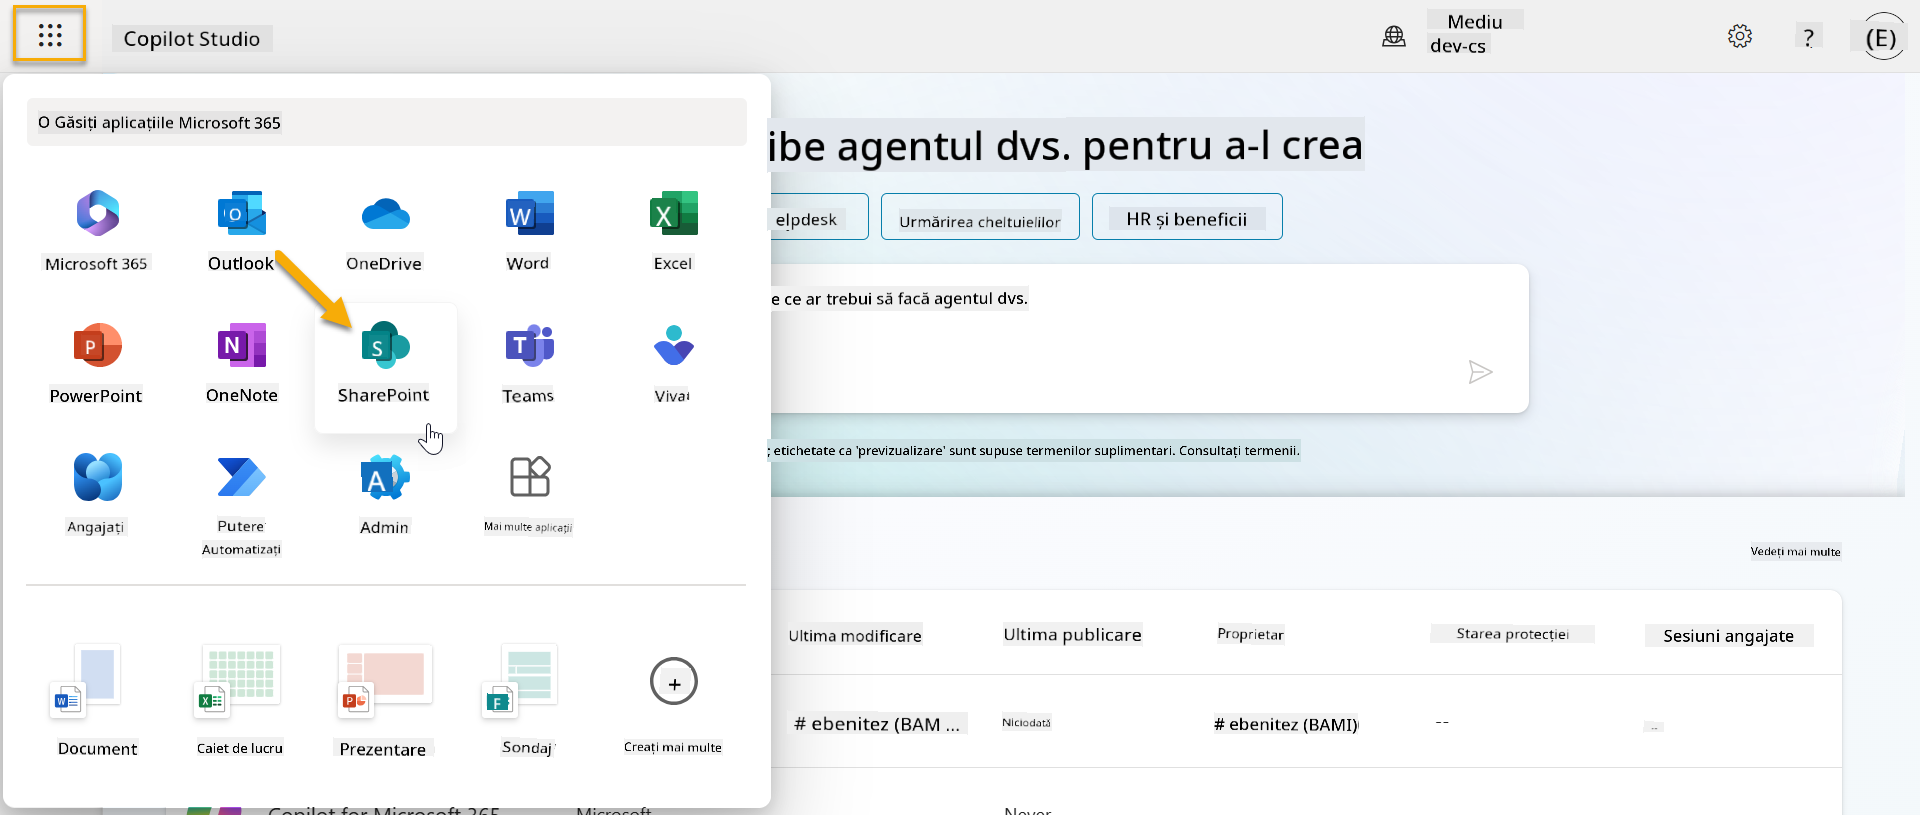 Copilot Studio
Mediu
dev-cs
?
(E)
O Găsiți aplicațiile Microsoft 365
ibe agentul dvs. pentru a-l crea
elpdesk
Urmărirea cheltuielilor
HR și beneficii
Microsoft 365
Outlook
OneDrive
Word
Excel
e ce ar trebui să facă agentul dvs.
PowerPoint
OneNote
SharePoint
Teams
Viva
; etichetate ca 'previzualizare' sunt supuse termenilor suplimentari. Consultați termenii.
Angajați
Putere
Automatizați
Admin
Mai multe aplicații
Vedeți mai multe
Ultima modificare
Ultima publicare
Proprietar
Starea protecției
Sesiuni angajate
# ebenitez (BAM ...
Niciodată
# ebenitez (BAMI)
--
--
Document
Caiet de lucru
Prezentare
Sondaj
Creați mai multe
Copilot for Microsoft 365
Microsoft
Never